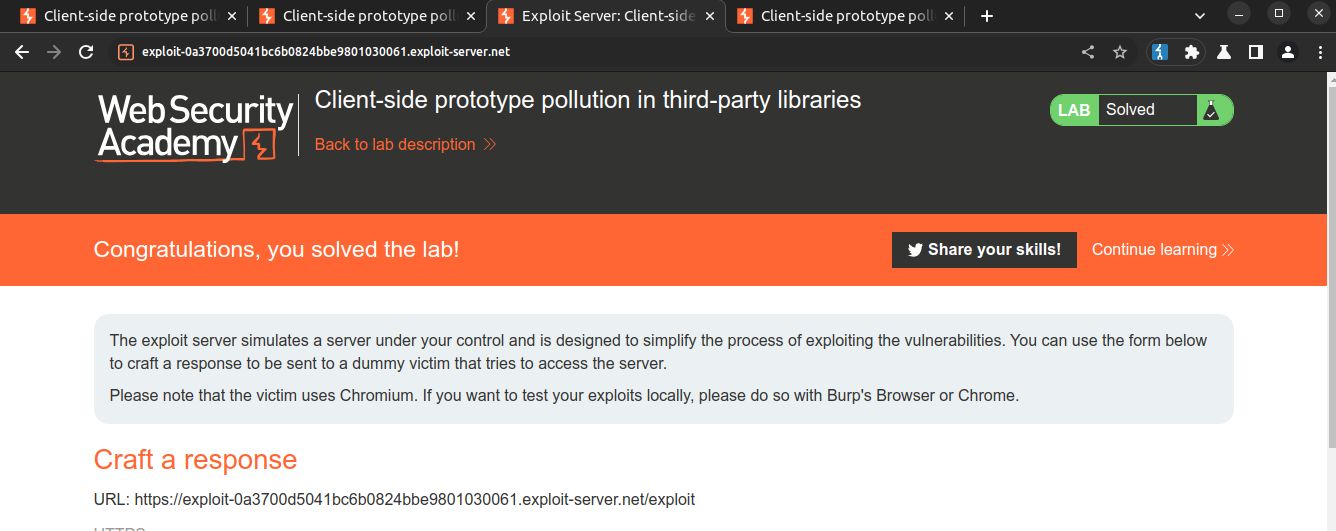 Client-side prototype poll
Client-side prototype poll
Exploit Server: Client-side
Client-side prototype poll
exploit-0a3700d5041bc6b0824bbe9801030061.exploit-server.net
Web Security
Academy
Client-side prototype pollution in third-party libraries
Back to lab description
LAB Solved
Congratulations, you solved the lab!
Share your skills!
Continue learning
The exploit server simulates a server under your control and is designed to simplify the process of exploiting the vulnerabilities. You can use the form below
to craft a response to be sent to a dummy victim that tries to access the server.
Please note that the victim uses Chromium. If you want to test your exploits locally, please do so with Burp's Browser or Chrome.
Craft a response
URL: https://exploit-0a3700d5041bc6b0824bbe9801030061.exploit-server.net/exploit